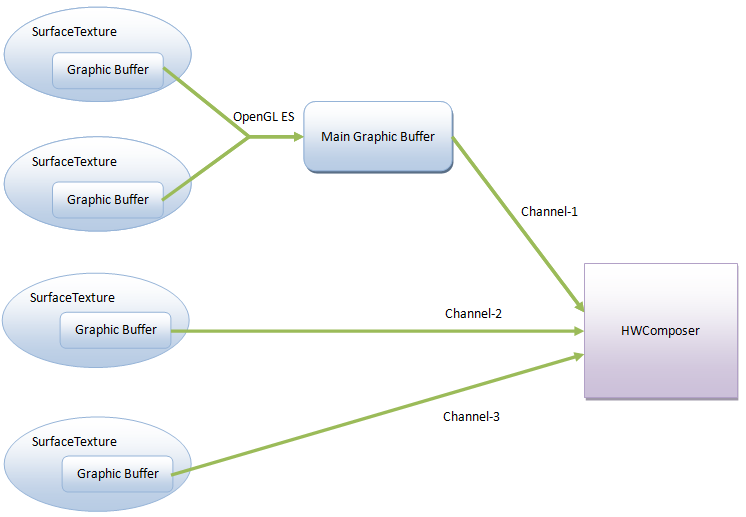 SurfaceTexture
Graphic Buffer
OpenGL ES
Main Graphic Buffer
SurfaceTexture
Graphic Buffer
Channel-1
SurfaceTexture
Graphic Buffer
Channel-2
HWComposer
Channel-3
SurfaceTexture
Graphic Buffer